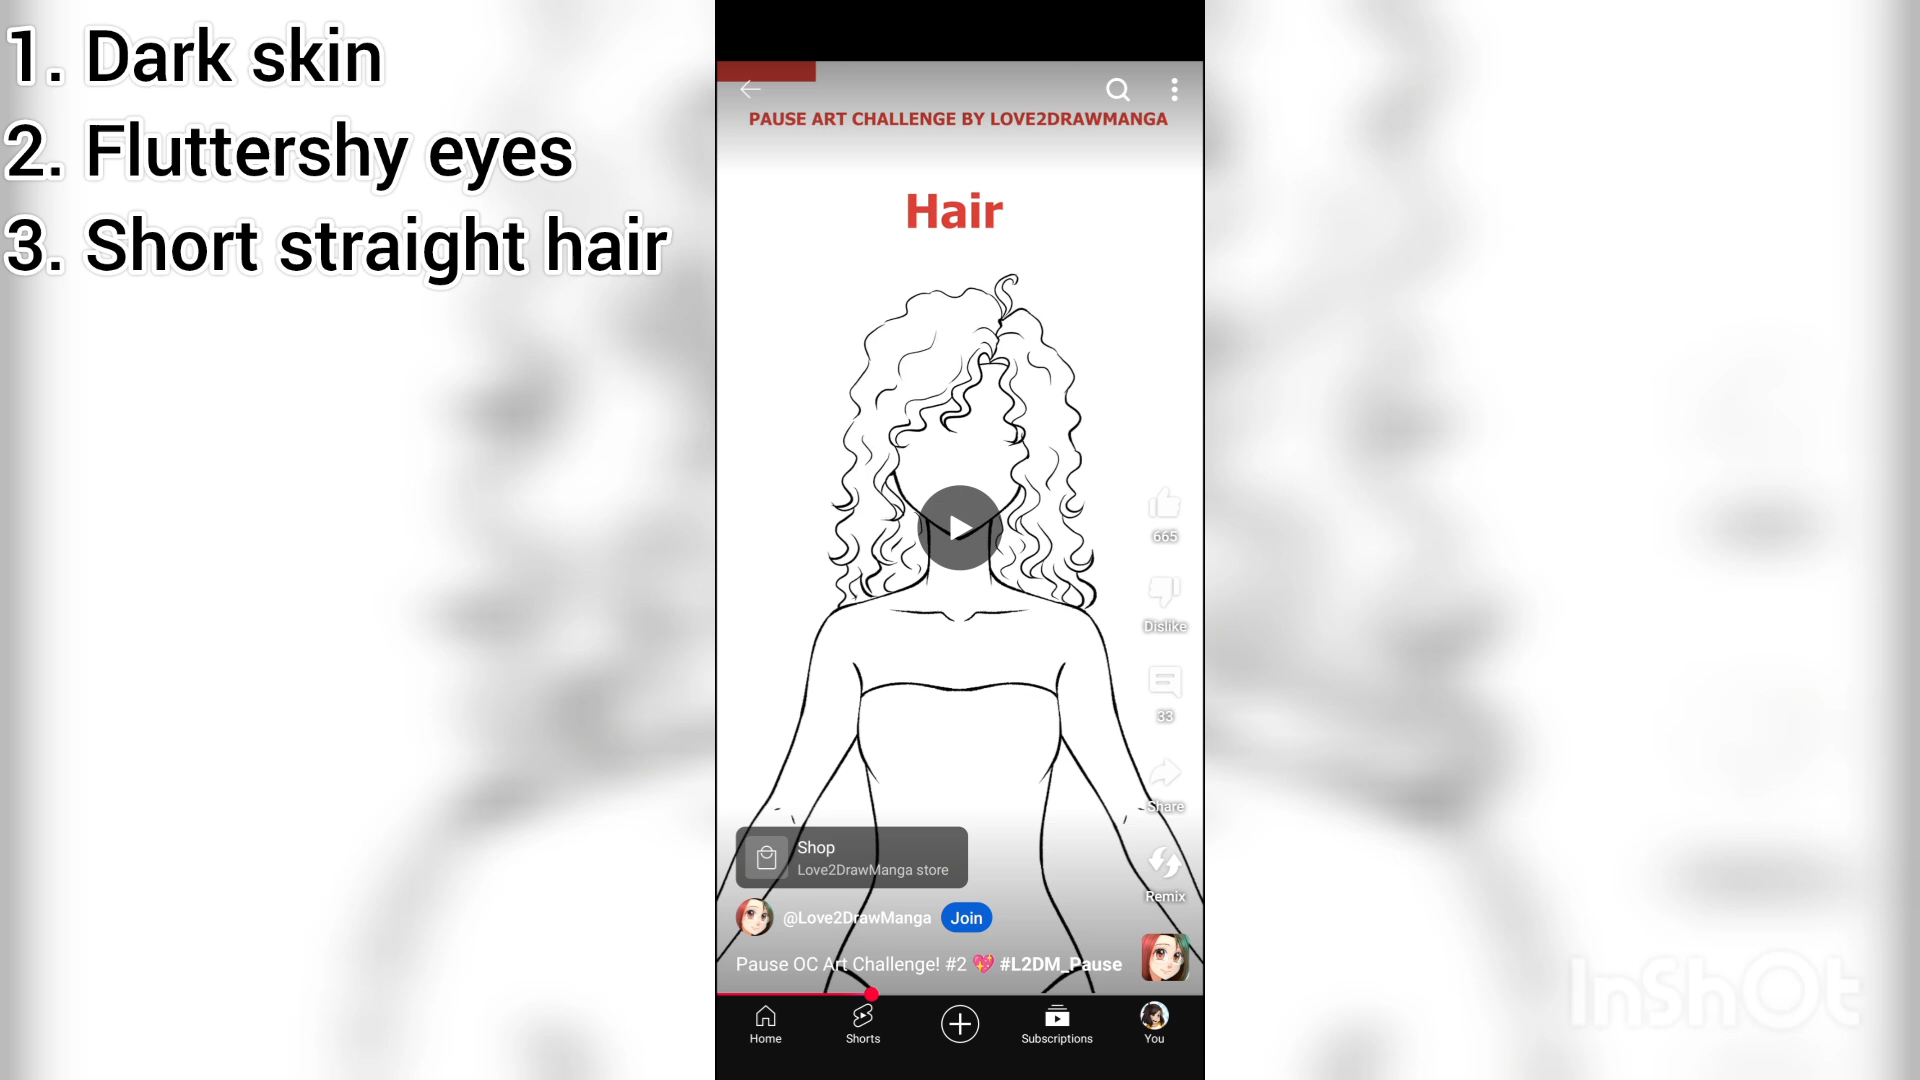 1. Dark skin
2. Fluttershy eyes
3. Short straight hair
PAUSE ART CHALLENGE BY LOVE2DRAWMANGA
Hair
665
Dislike
33
Share
Remix
Shop
Love2DrawManga store
@Love2DrawManga Join
Pause OC Art Challenge! #2 💖 #L2DM_Pause
Home Shorts Subscriptions You
InShOt